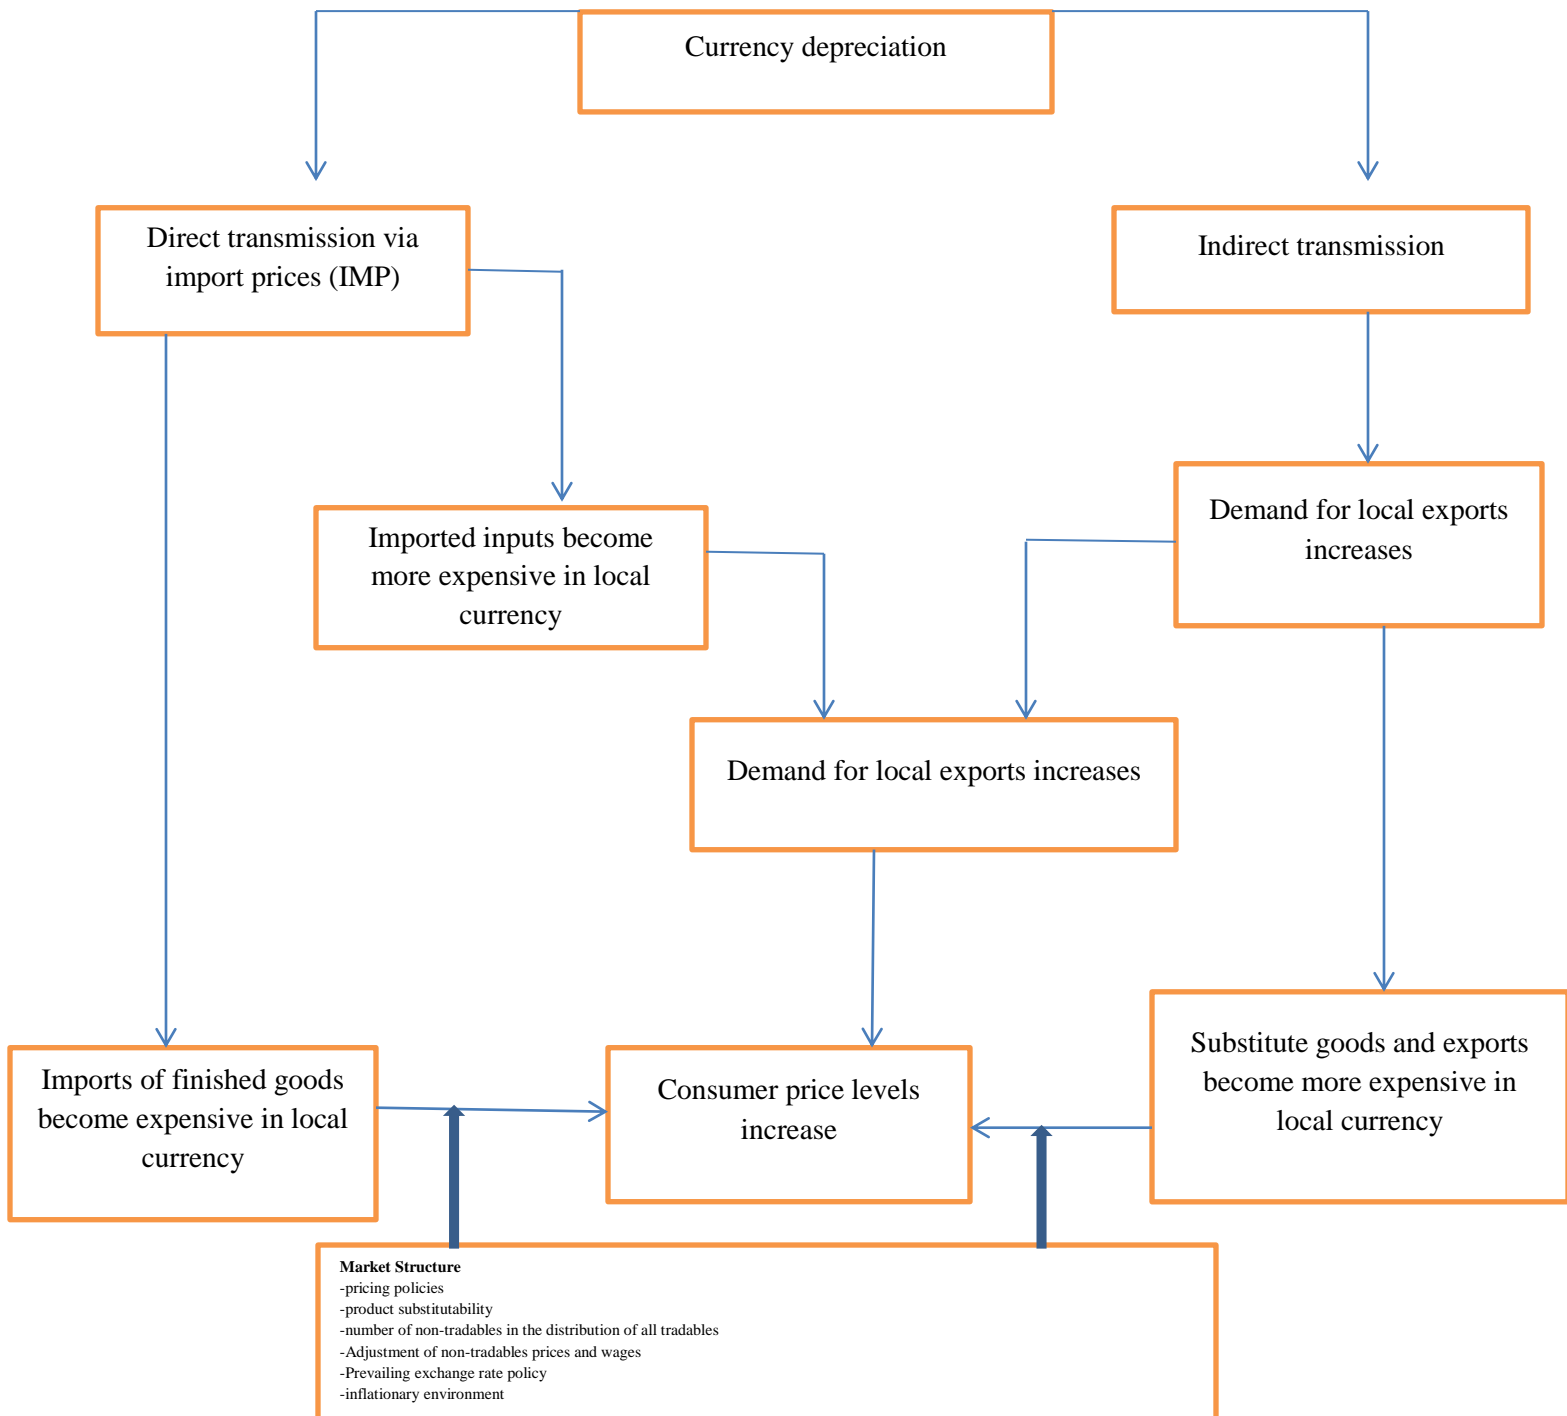 Currency depreciation
Direct transmission via
import prices (IMP)
Indirect transmission
Imported inputs become
more expensive in local
currency
Demand for local exports
increases
Demand for local exports increases
Imports of finished goods
become expensive in local
currency
Consumer price levels
increase
Substitute goods and exports
become more expensive in
local currency
Market Structure
-pricing policies
-product substitutability
-number of non-tradables in the distribution of all tradables
-Adjustment of non-tradables prices and wages
-Prevailing exchange rate policy
-inflationary environment